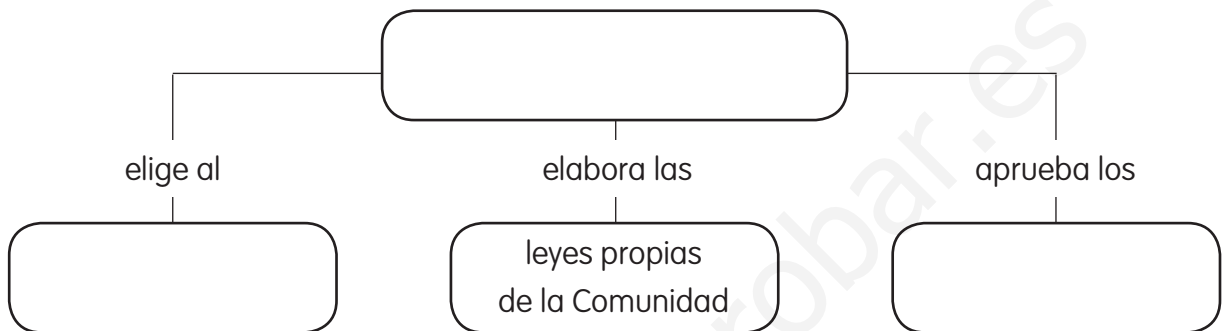 elige al
elabora las
aprueba los
leyes propias
de la Comunidad